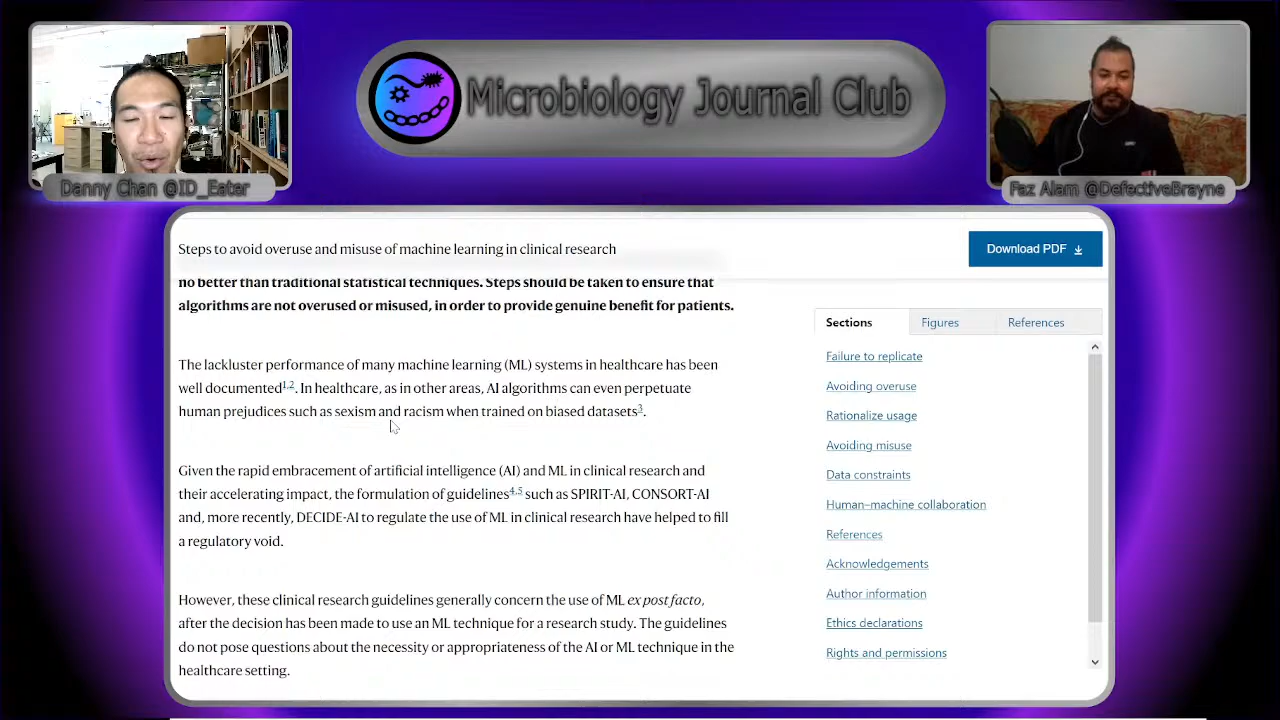 Microbiology Journal Club
Danny Chan @ID_Eater
Faz Alam @DefectiveBrayne
Steps to avoid overuse and misuse of machine learning in clinical research
Download PDF
no better than traditional statistical techniques. Steps should be taken to ensure that
algorithms are not overused or misused, in order to provide genuine benefit for patients.
The lackluster performance of many machine learning (ML) systems in healthcare has been
well documented1,2. In healthcare, as in other areas, AI algorithms can even perpetuate
human prejudices such as sexism and racism when trained on biased datasets3.
Given the rapid embracement of artificial intelligence (AI) and ML in clinical research and
their accelerating impact, the formulation of guidelines4,5 such as SPIRIT-AI, CONSORT-AI
and, more recently, DECIDE-AI to regulate the use of ML in clinical research have helped to fill
a regulatory void.
However, these clinical research guidelines generally concern the use of ML ex post facto,
after the decision has been made to use an ML technique for a research study. The guidelines
do not pose questions about the necessity or appropriateness of the AI or ML technique in the
healthcare setting.
Sections
Figures
References
Failure to replicate
Avoiding overuse
Rationalize usage
Avoiding misuse
Data constraints
Human–machine collaboration
References
Acknowledgements
Author information
Ethics declarations
Rights and permissions